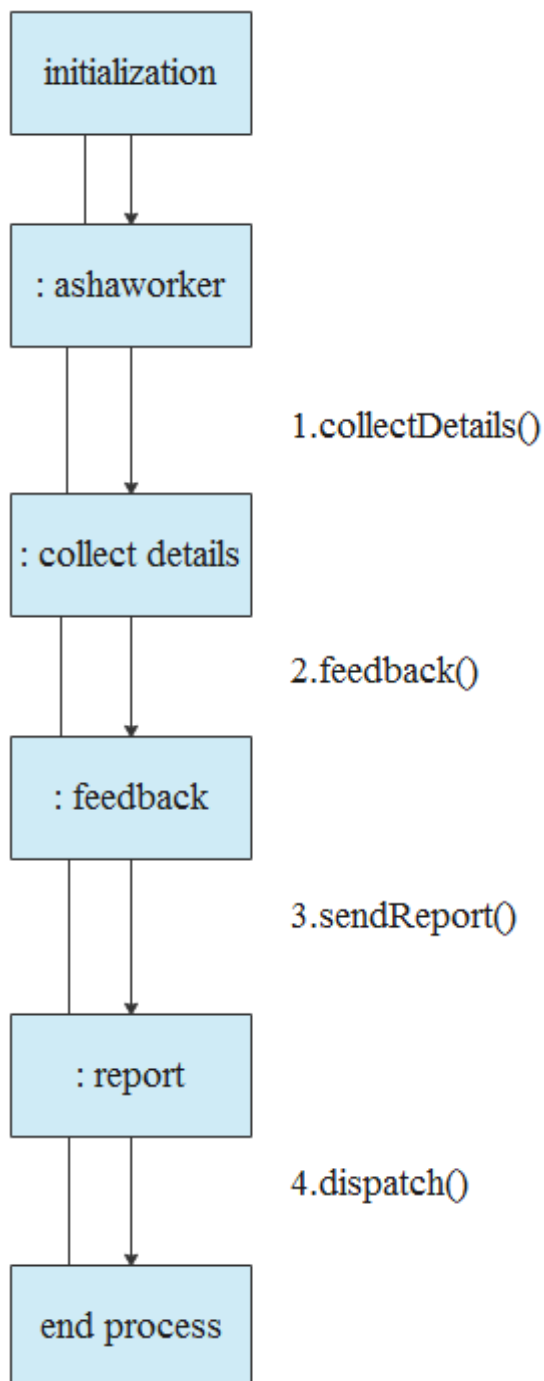 initialization
: ashaworker
1.collectDetails()
: collect details
2.feedback()
: feedback
3.sendReport()
: report
4.dispatch()
end process